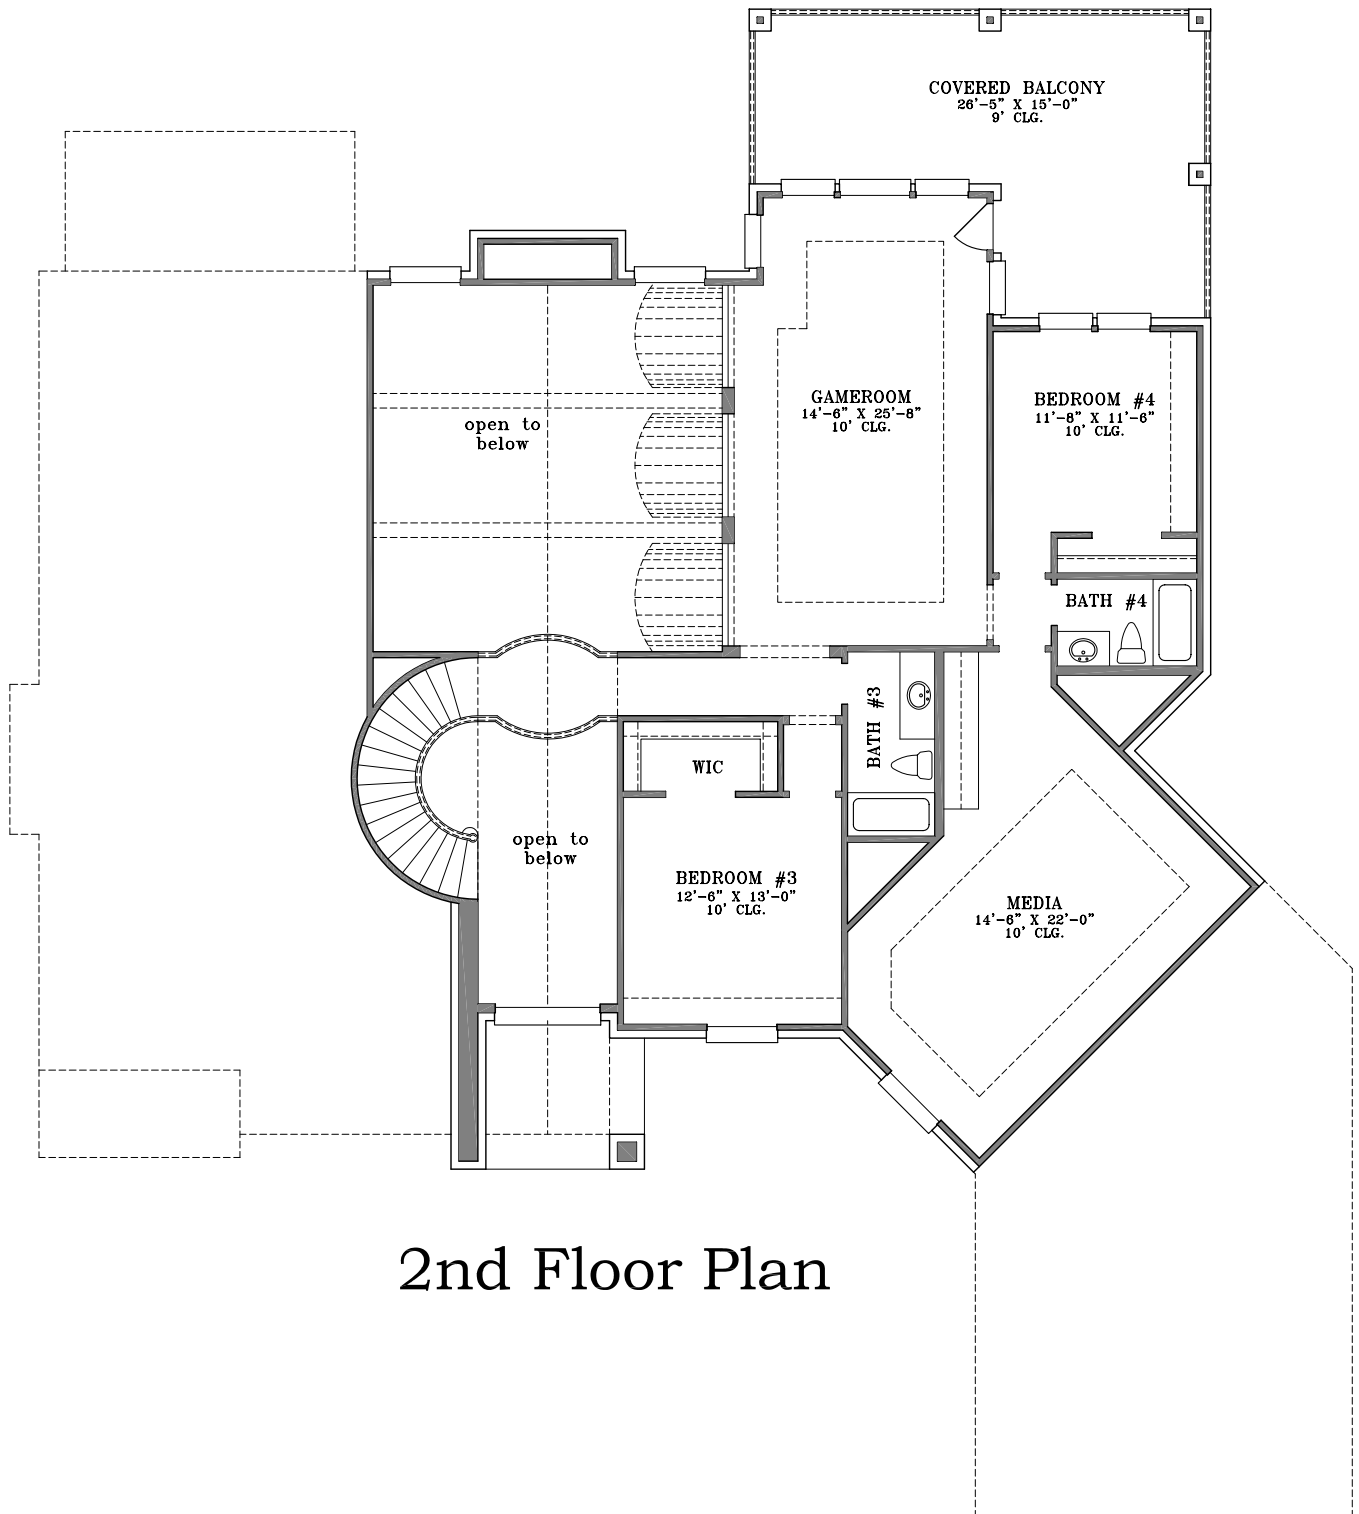 COVERED BALCONY
26'-5" X 15'-0"
9' CLG.
GAMEROOM
14'-6" X 25'-8"
10' CLG.
BEDROOM #4
11'-8" X 11'-6"
10' CLG.
open to
below
BATH #4
BATH #3
WIC
open to
below
BEDROOM #3
12'-6" X 13'-0"
10' CLG.
MEDIA
14'-6" X 22'-0"
10' CLG.
2nd Floor Plan